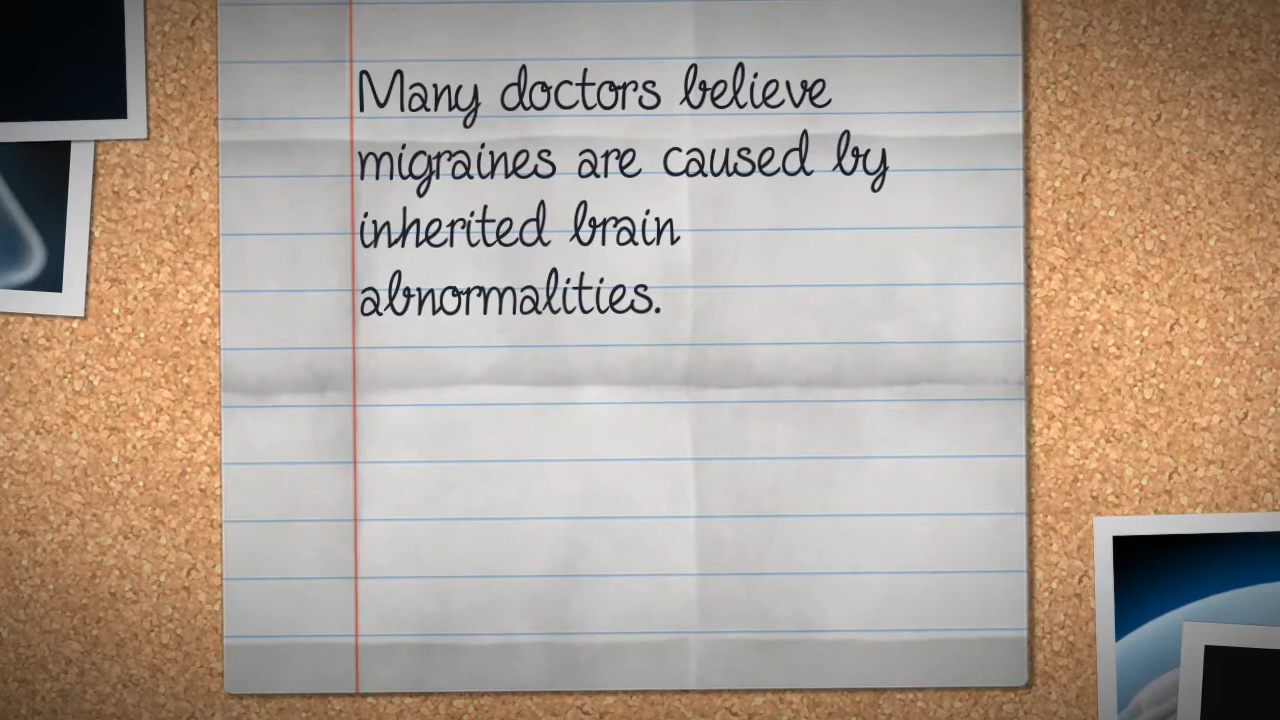 Many doctors believe
migraines are caused by
inherited brain
abnormalities.